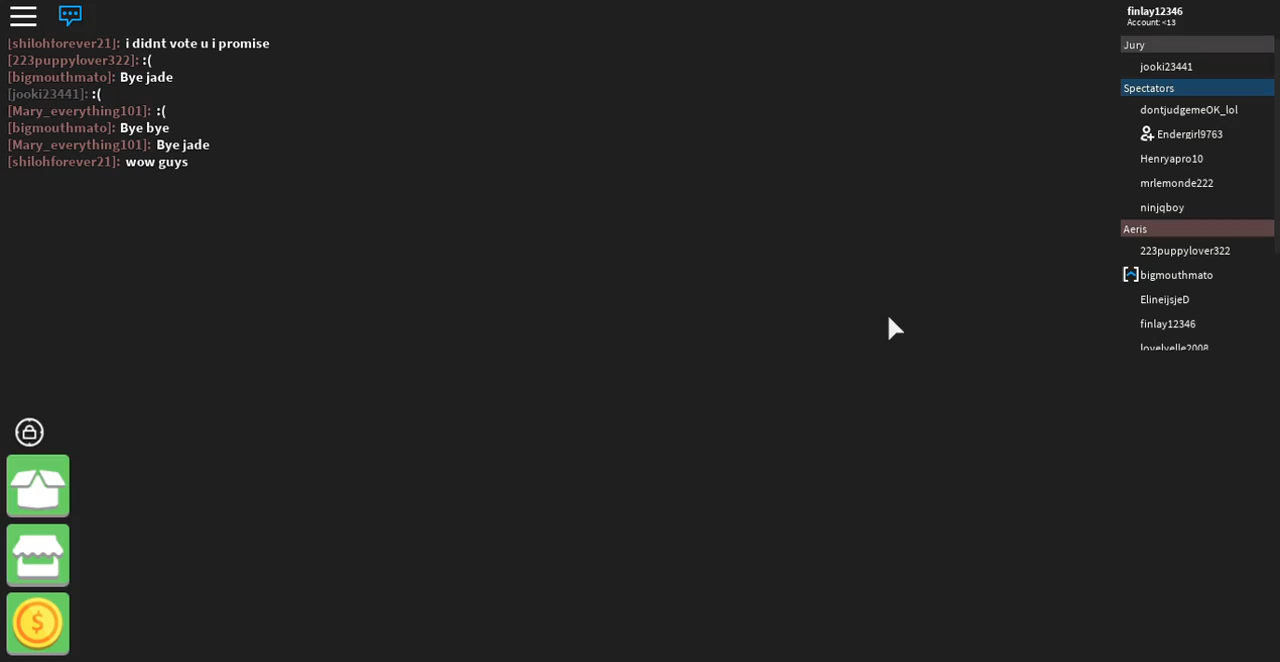 [shilohforever21]: i didnt vote u i promise
[223puppylover322]: :(
[bigmouthmato]: Bye jade
[jooki23441]: :(
[Mary_everything101]: :(
[bigmouthmato]: Bye bye
[Mary_everything101]: Bye jade
[shilohforever21]: wow guys
finlay12346
Account: <13
Jury
jooki23441
Spectators
dontjudgemeOK_lol
Endergirl9763
Henryapro10
mrlemonde222
ninjqboy
Aeris
223puppylover322
bigmouthmato
ElineijsjeD
finlay12346
lovelyelle2008
$